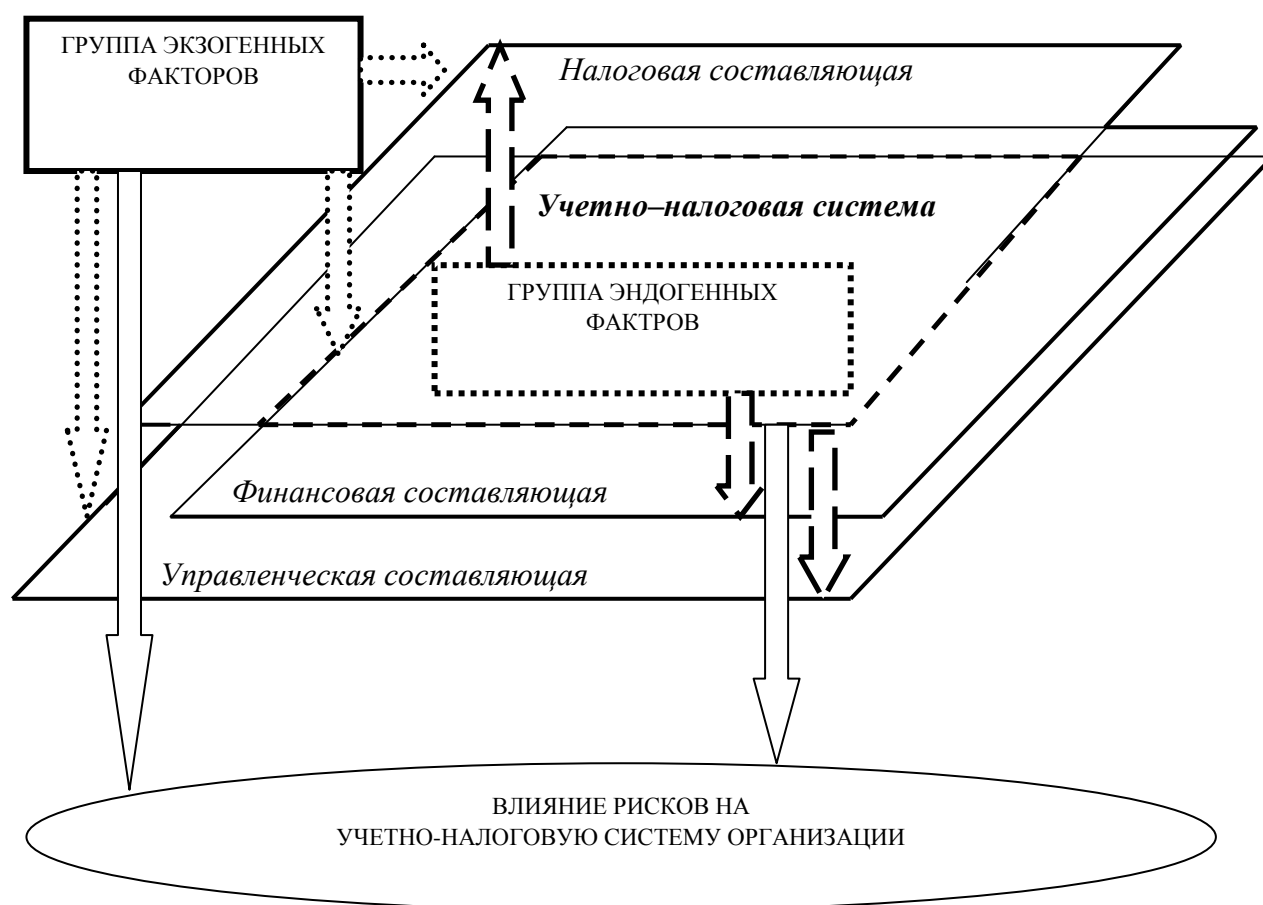 ГРУППА ЭКЗОГЕННЫХ
ФАКТОРОВ
Налоговая составляющая
Учетно–налоговая система
ГРУППА ЭНДОГЕННЫХ
ФАКТРОВ
Финансовая составляющая
Управленческая составляющая
ВЛИЯНИЕ РИСКОВ НА
УЧЕТНО-НАЛОГОВУЮ СИСТЕМУ ОРГАНИЗАЦИИ